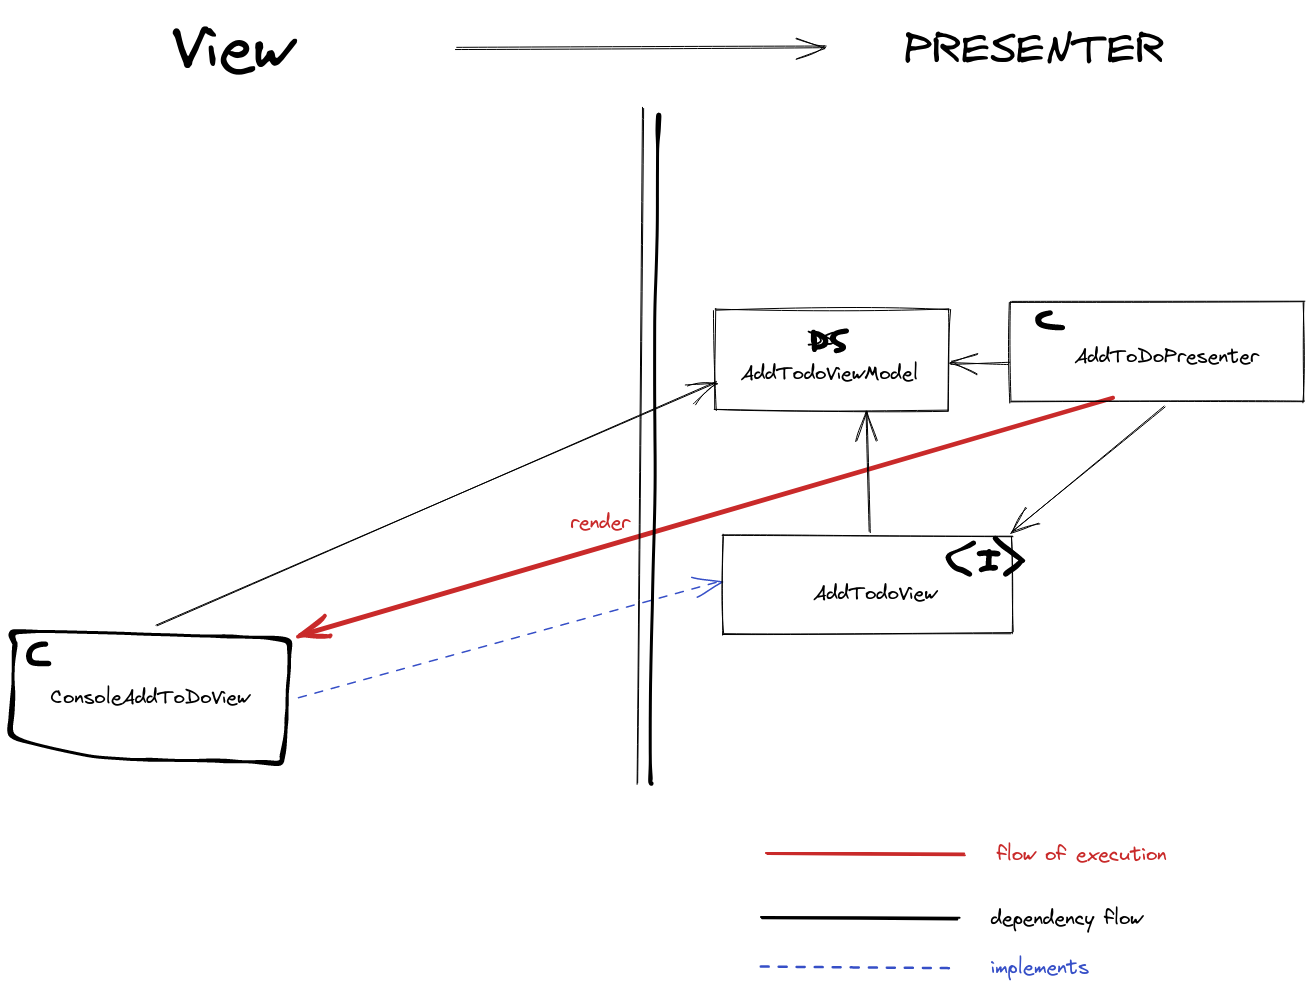 View
PRESENTER
DS
AddTodoViewModel
C
AddToDoPresenter
render
<I>
AddTodoView
C
ConsoleAddToDoView
flow of execution
dependency flow
implements